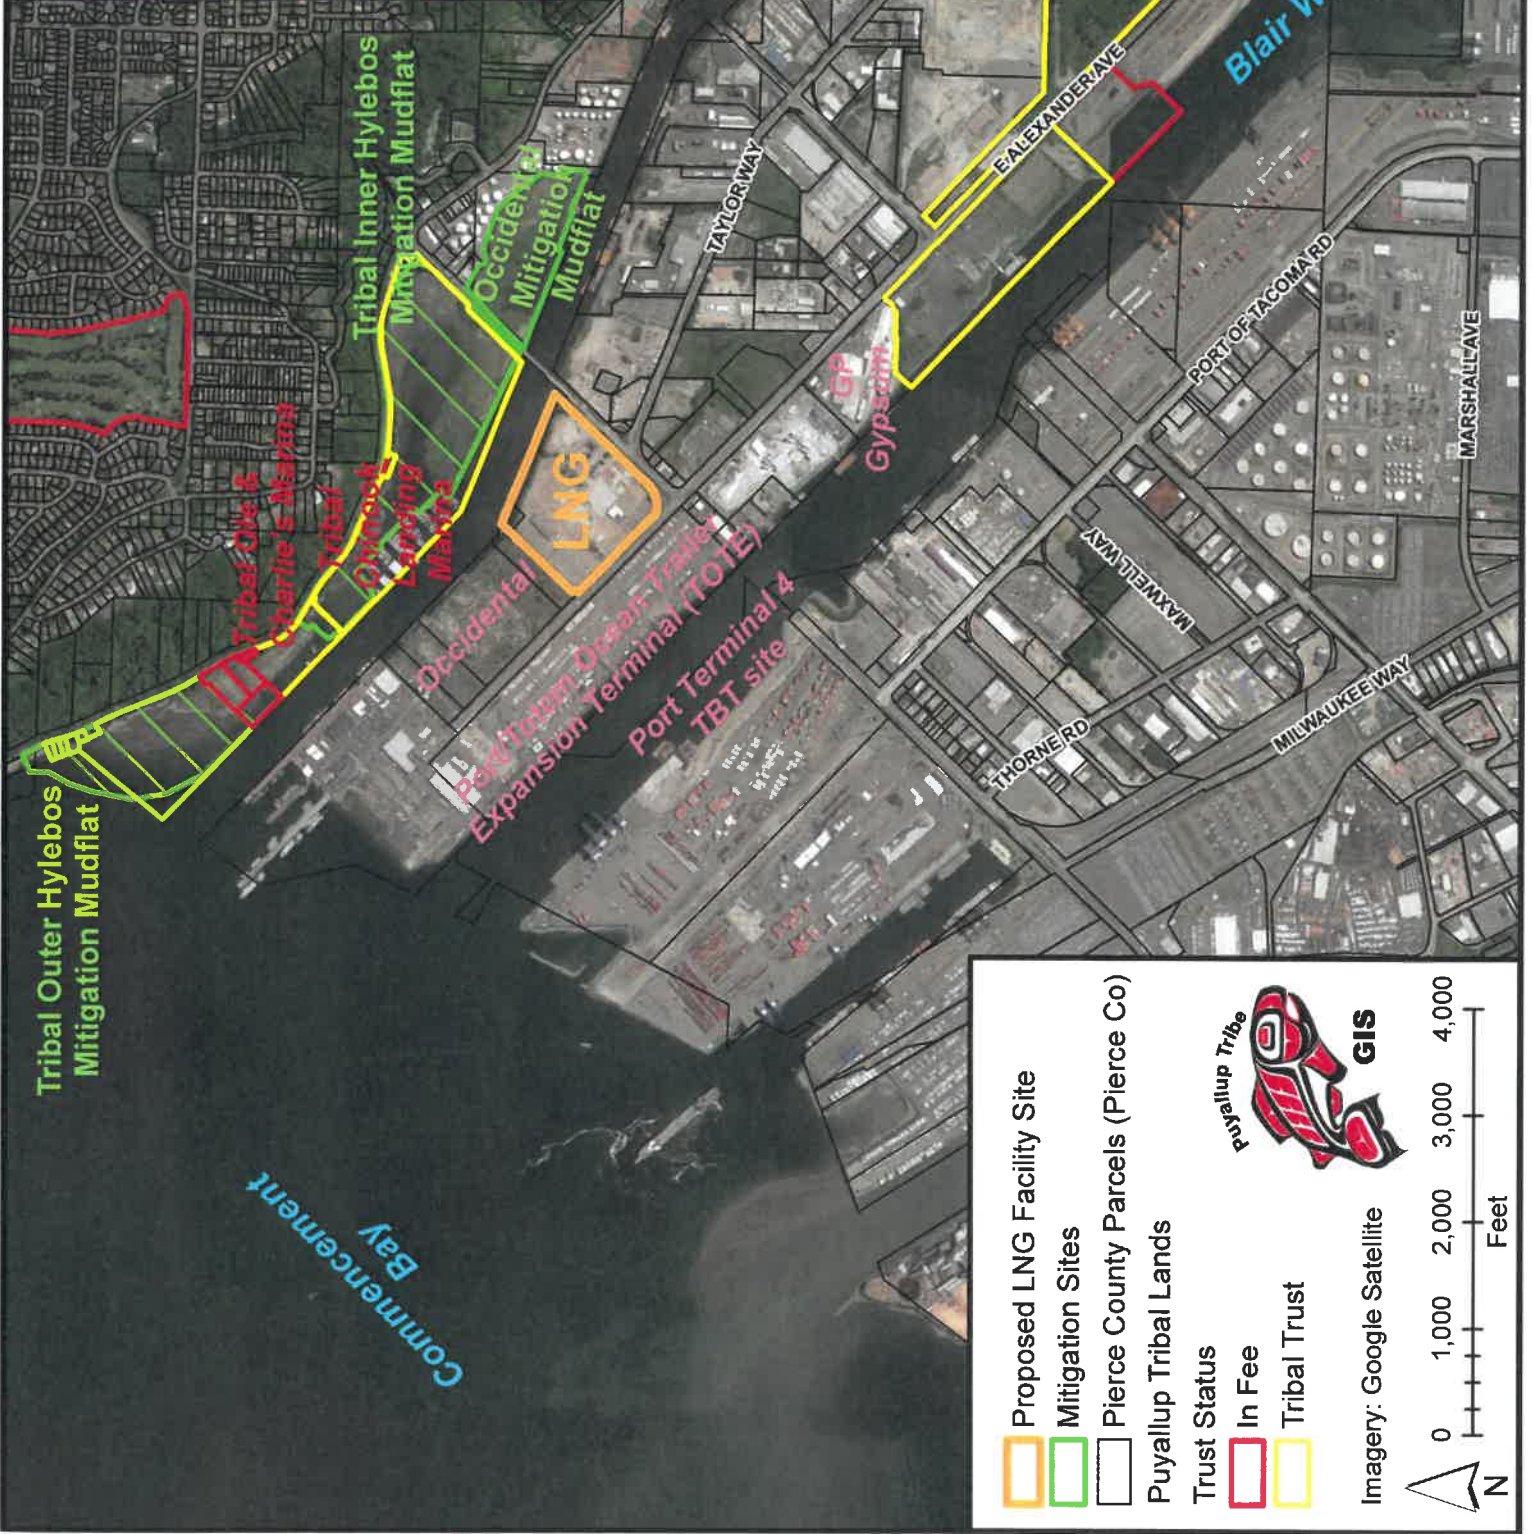 Tribal Outer Hylebos
Mitigation Mudflat
Tribal Ole &
Charlie's Marina
Tribal
Chinook
Landing
Marina
Tribal Inner Hylebos
Mitigation Mudflat
Occidental
Mitigation
Mudflat
Commencement
Bay
Occidental
LNG
Port/Totem Ocean Trailer
Expansion Terminal (TOTE)
Port Terminal 4
TBT site
GP
Gypsum
TAYLOR WAY
E ALEXANDER AVE
Blair
PORT OF TACOMA RD
MAXWELL WAY
THORNE RD
MILWAUKEE WAY
MARSHALL AVE
Proposed LNG Facility Site
Mitigation Sites
Pierce County Parcels (Pierce Co)
Puyallup Tribal Lands
Trust Status
In Fee
Tribal Trust
Imagery: Google Satellite
Puyallup Tribe
GIS
N
0 1,000 2,000 3,000 4,000
Feet